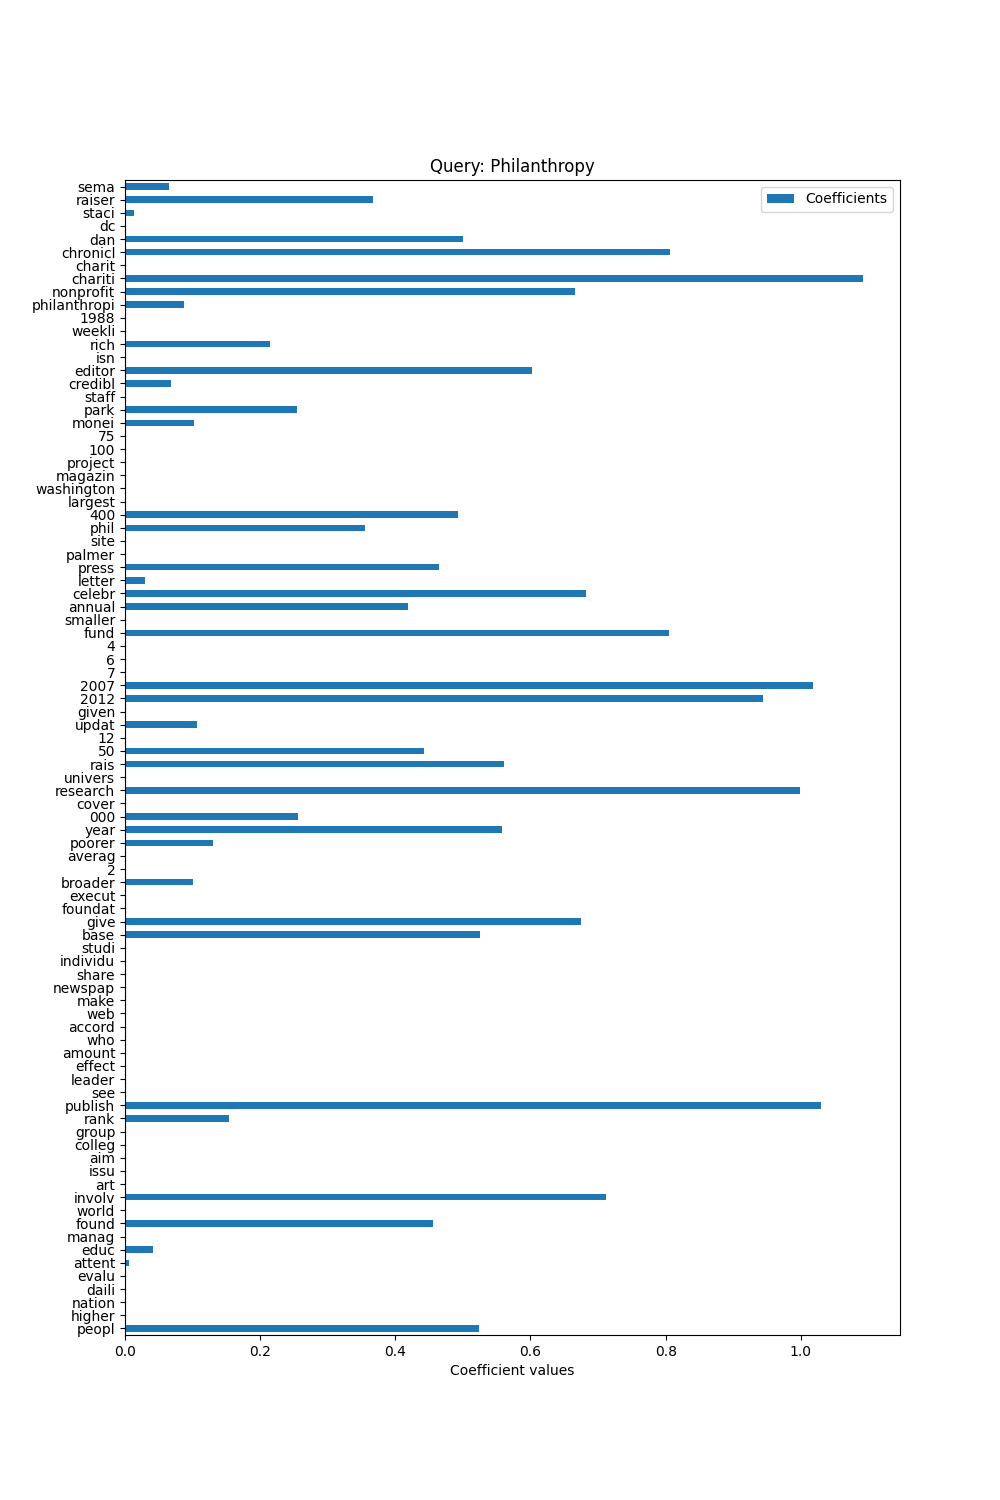 Query: Philanthropy
Coefficients
sema
raiser
staci
dc
dan
chronicl
charit
chariti
nonprofit
philanthropi
1988
weekli
rich
isn
editor
credibl
staff
park
monei
75
100
project
magazin
washington
largest
400
phil
site
palmer
press
letter
celebr
annual
smaller
fund
4
6
7
2007
2012
given
updat
12
50
rais
univers
research
cover
000
year
poorer
averag
2
broader
execut
foundat
give
base
studi
individu
share
newspap
make
web
accord
who
amount
effect
leader
see
publish
rank
group
colleg
aim
issu
art
involv
world
found
manag
educ
attent
evalu
daili
nation
higher
peopl
0.0 0.2 0.4 0.6 0.8 1.0
Coefficient values